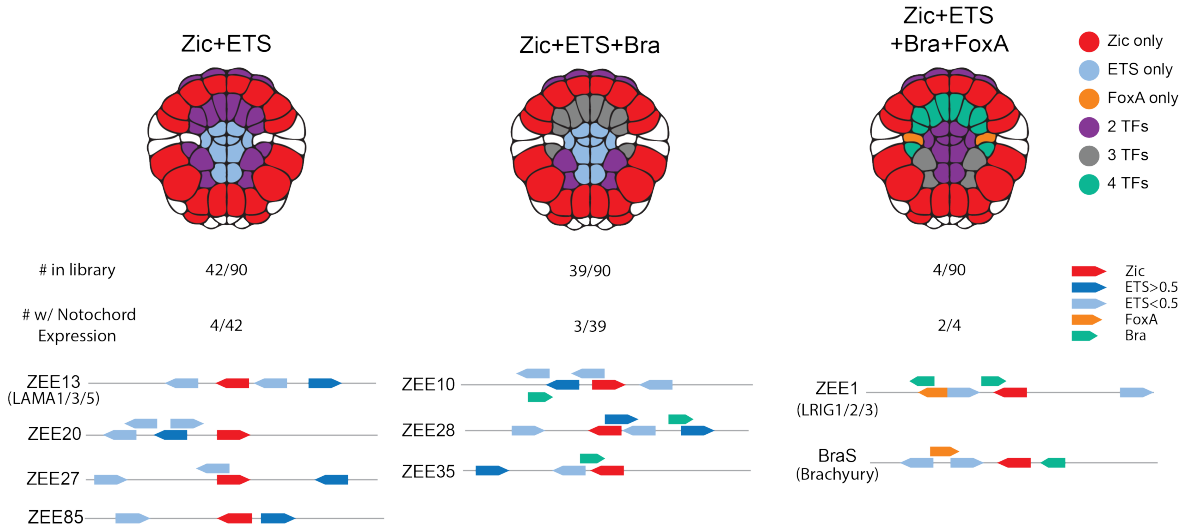 Zic+ETS
Zic+ETS+Bra
Zic+ETS
+Bra+FoxA
Zic only
ETS only
FoxA only
2 TFs
3 TFs
4 TFs
# in library
42/90
39/90
4/90
# w/ Notochord
Expression
4/42
3/39
2/4
Zic
ETS>0.5
ETS<0.5
FoxA
Bra
ZEE13
(LAMA1/3/5)
ZEE20
ZEE27
ZEE85
ZEE10
ZEE28
ZEE35
ZEE1
(LRIG1/2/3)
BraS
(Brachyury)